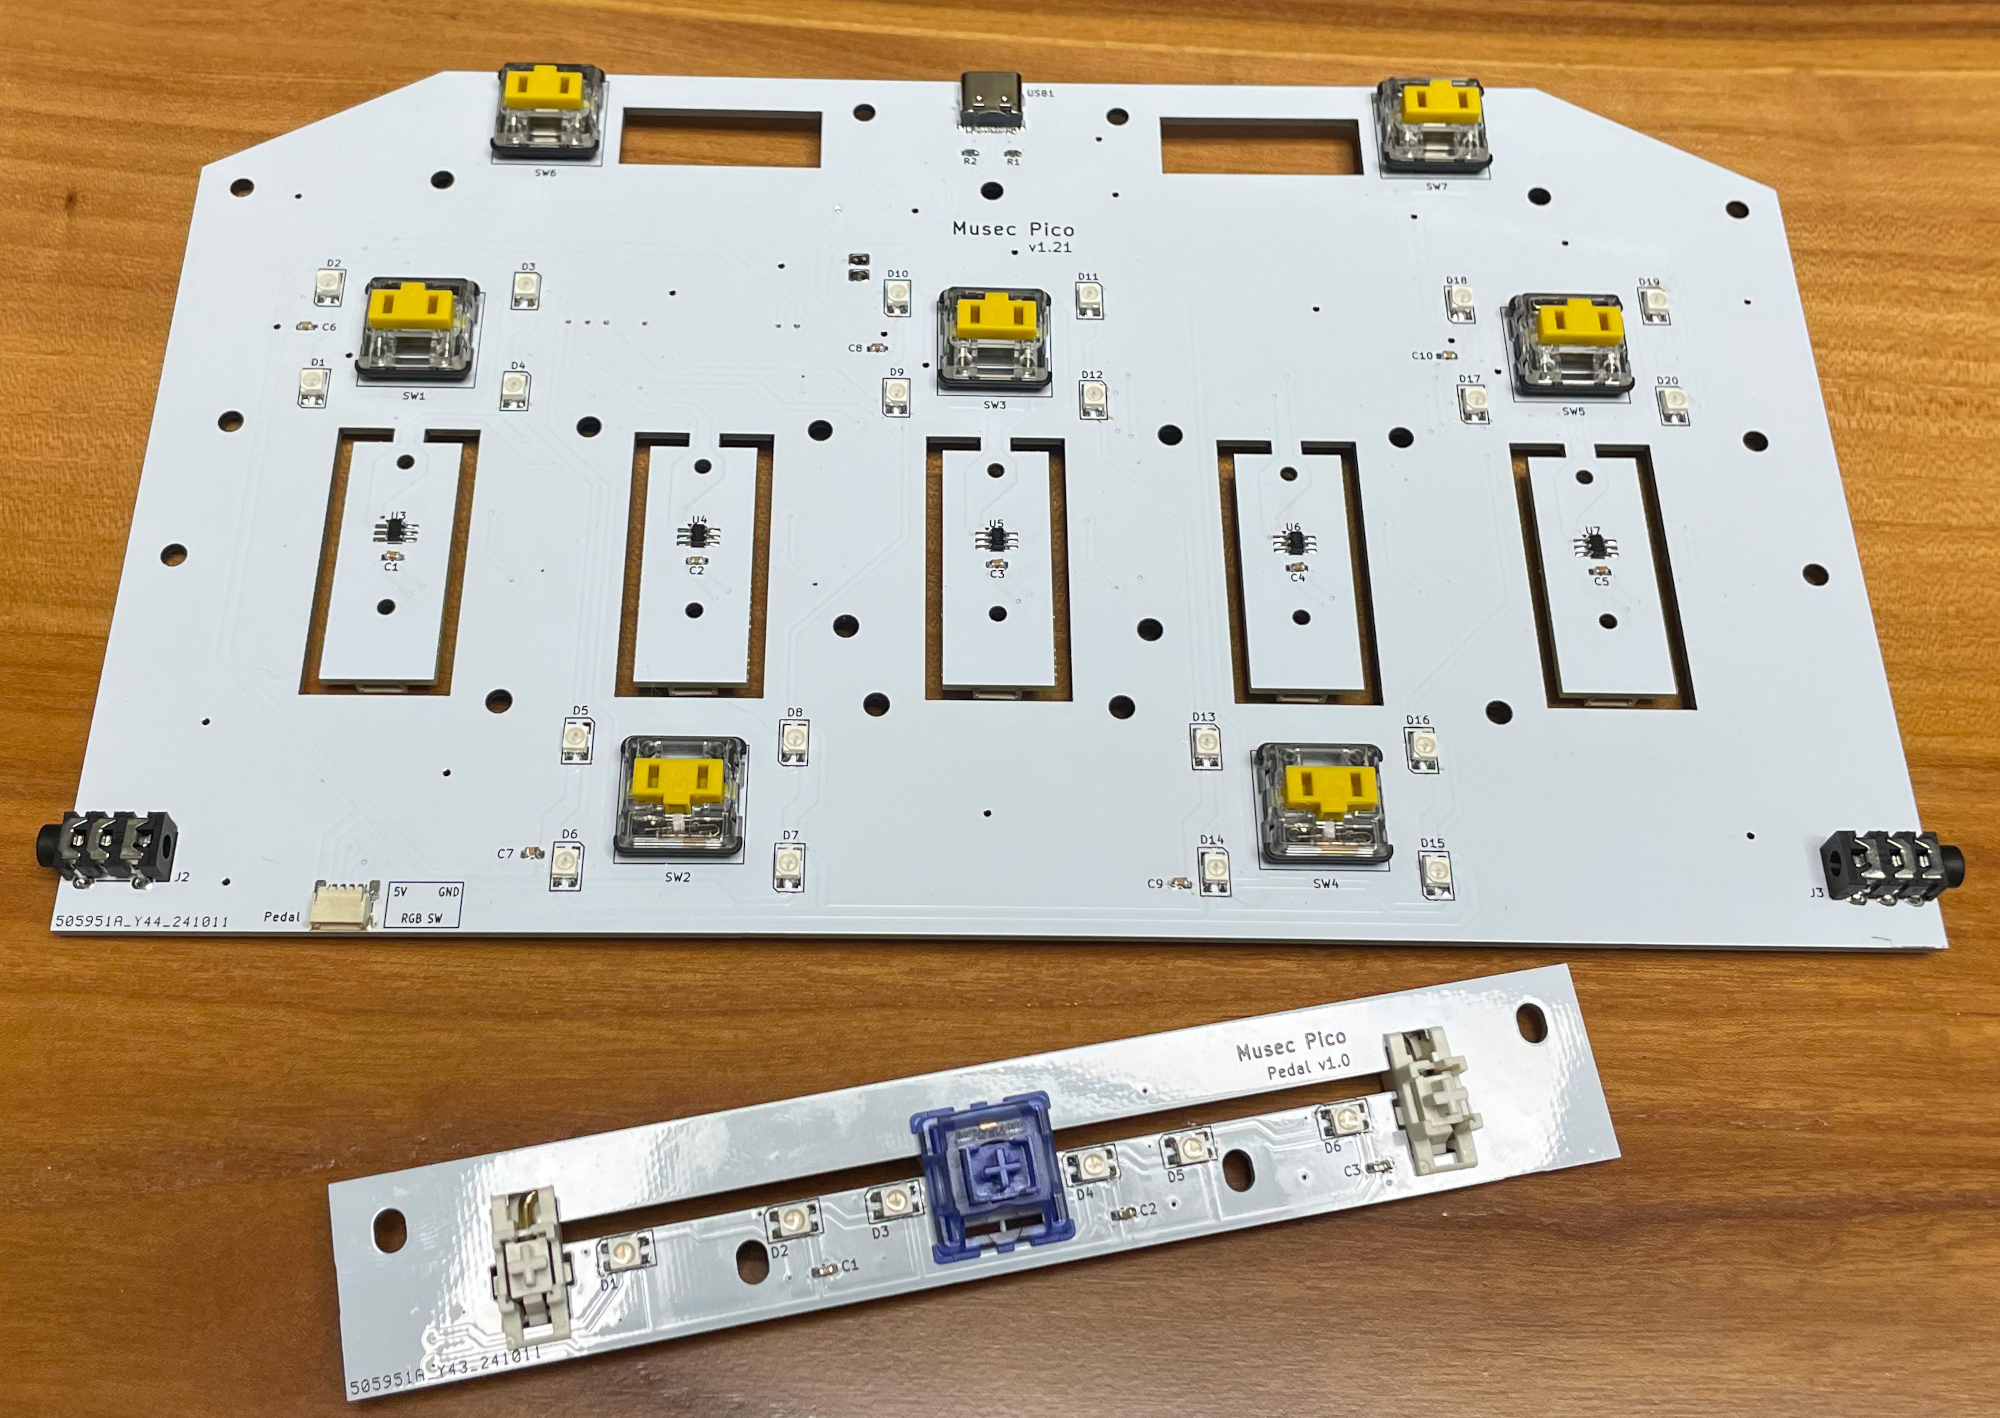 USB1
R2 R1
SW6
SW7
Musec Pico
v1.21
D2
D3
D10
D11
D18
D19
C6
C8
C10
D1
D4
D9
D12
D17
D20
SW1
SW3
SW5
U3
U4
U5
U6
U7
C1
C2
C3
C4
C5
D5
D8
D13
D16
D6
D7
D14
D15
C7
C9
SW2
SW4
J2
J3
Pedal
5V GND
RGB SW
505951A_Y44_241011
Musec Pico
Pedal v1.0
D1
D2
D3
D4
D5
D6
C1
C2
C3
505951A_Y43_241011